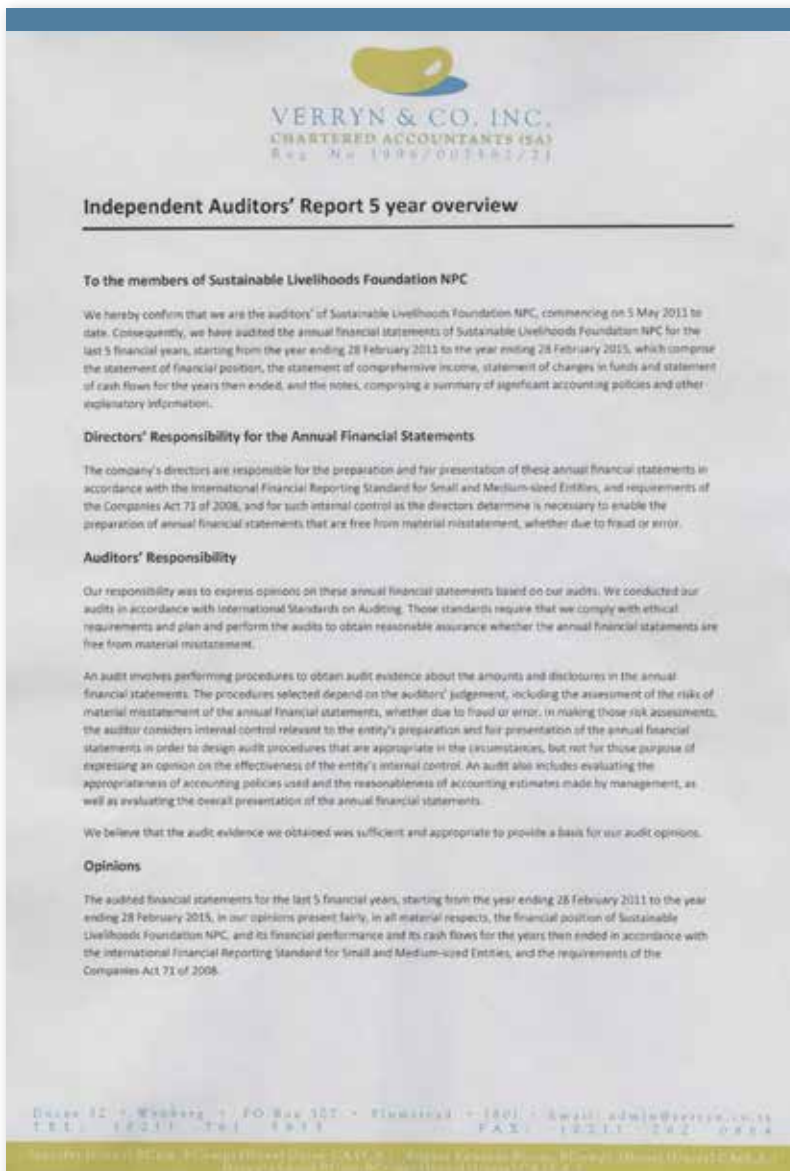 VERRYN & CO. INC.
CHARTERED ACCOUNTANTS (SA)
Reg No
Independent Auditors' Report 5 year overview
To the members of Sustainable Livelihoods Foundation NPC
We hereby confirm that we are the auditors' of Sustainable Livelihoods Foundation NPC, commencing on 5 May 2011 to
date. Consequently, we have audited the annual financial statements of Sustainable Livelihoods Foundation NPC for the
last 5 financial years, starting from the year ending 28 February 2011 to the year ending 28 February 2015, which comprise
the statement of financial position, the statement of comprehensive income, statement of changes in funds and statement
of cash flows for the years then ended, and the notes, comprising a summary of significant accounting policies and other
explanatory information.
Directors' Responsibility for the Annual Financial Statements
The company's directors are responsible for the preparation and fair presentation of these annual financial statements in
accordance with the International Financial Reporting Standard for Small and Medium-sized Entities, and requirements of
the Companies Act 71 of 2008, and for such internal control as the directors determine is necessary to enable the
preparation of annual financial statements that are free from material misstatement, whether due to fraud or error.
Auditors' Responsibility
Our responsibility was to express opinions on these annual financial statements based on our audits. We conducted our
audits in accordance with International Standards on Auditing. Those standards require that we comply with ethical
requirements and plan and perform the audits to obtain reasonable assurance whether the annual financial statements are
free from material misstatement.
An audit involves performing procedures to obtain audit evidence about the amounts and disclosures in the annual
financial statements. The procedures selected depend on the auditors' judgement, including the assessment of the risks of
material misstatement of the annual financial statements, whether due to fraud or error. In making those risk assessments,
the auditor considers internal control relevant to the entity's preparation and fair presentation of the annual financial
statements in order to design audit procedures that are appropriate in the circumstances, but not for those purpose of
expressing an opinion on the effectiveness of the entity's internal control. An audit also includes evaluating the
appropriateness of accounting policies used and the reasonableness of accounting estimates made by management, as
well as evaluating the overall presentation of the annual financial statements.
We believe that the audit evidence we obtained was sufficient and appropriate to provide a basis for our audit opinions.
Opinions
The audited financial statements for the last 5 financial years, starting from the year ending 28 February 2011 to the year
ending 28 February 2015, in our opinions present fairly, in all material respects, the financial position of Sustainable
Livelihoods Foundation NPC, and its financial performance and its cash flows for the years then ended in accordance with
the International Financial Reporting Standard for Small and Medium-sized Entities, and the requirements of the
Companies Act 71 of 2008.
PO Box Plumstead Email:
TEL: FAX: